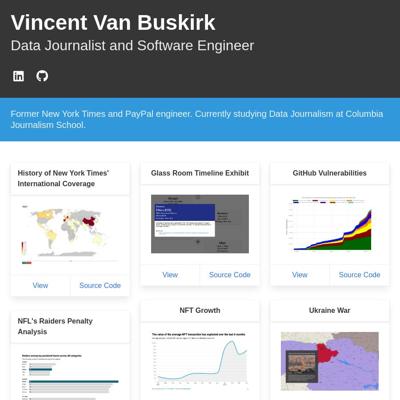 Vincent Van Buskirk
Data Journalist and Software Engineer
Former New York Times and PayPal engineer. Currently studying Data Journalism at Columbia
Journalism School.
History of New York Times'
International Coverage
View
Source Code
Glass Room Timeline Exhibit
View
Source Code
GitHub Vulnerabilities
View
Source Code
NFL's Raiders Penalty
Analysis
NFT Growth
The value of the average NFT transaction has exploded over the last 6 months
Ukraine War